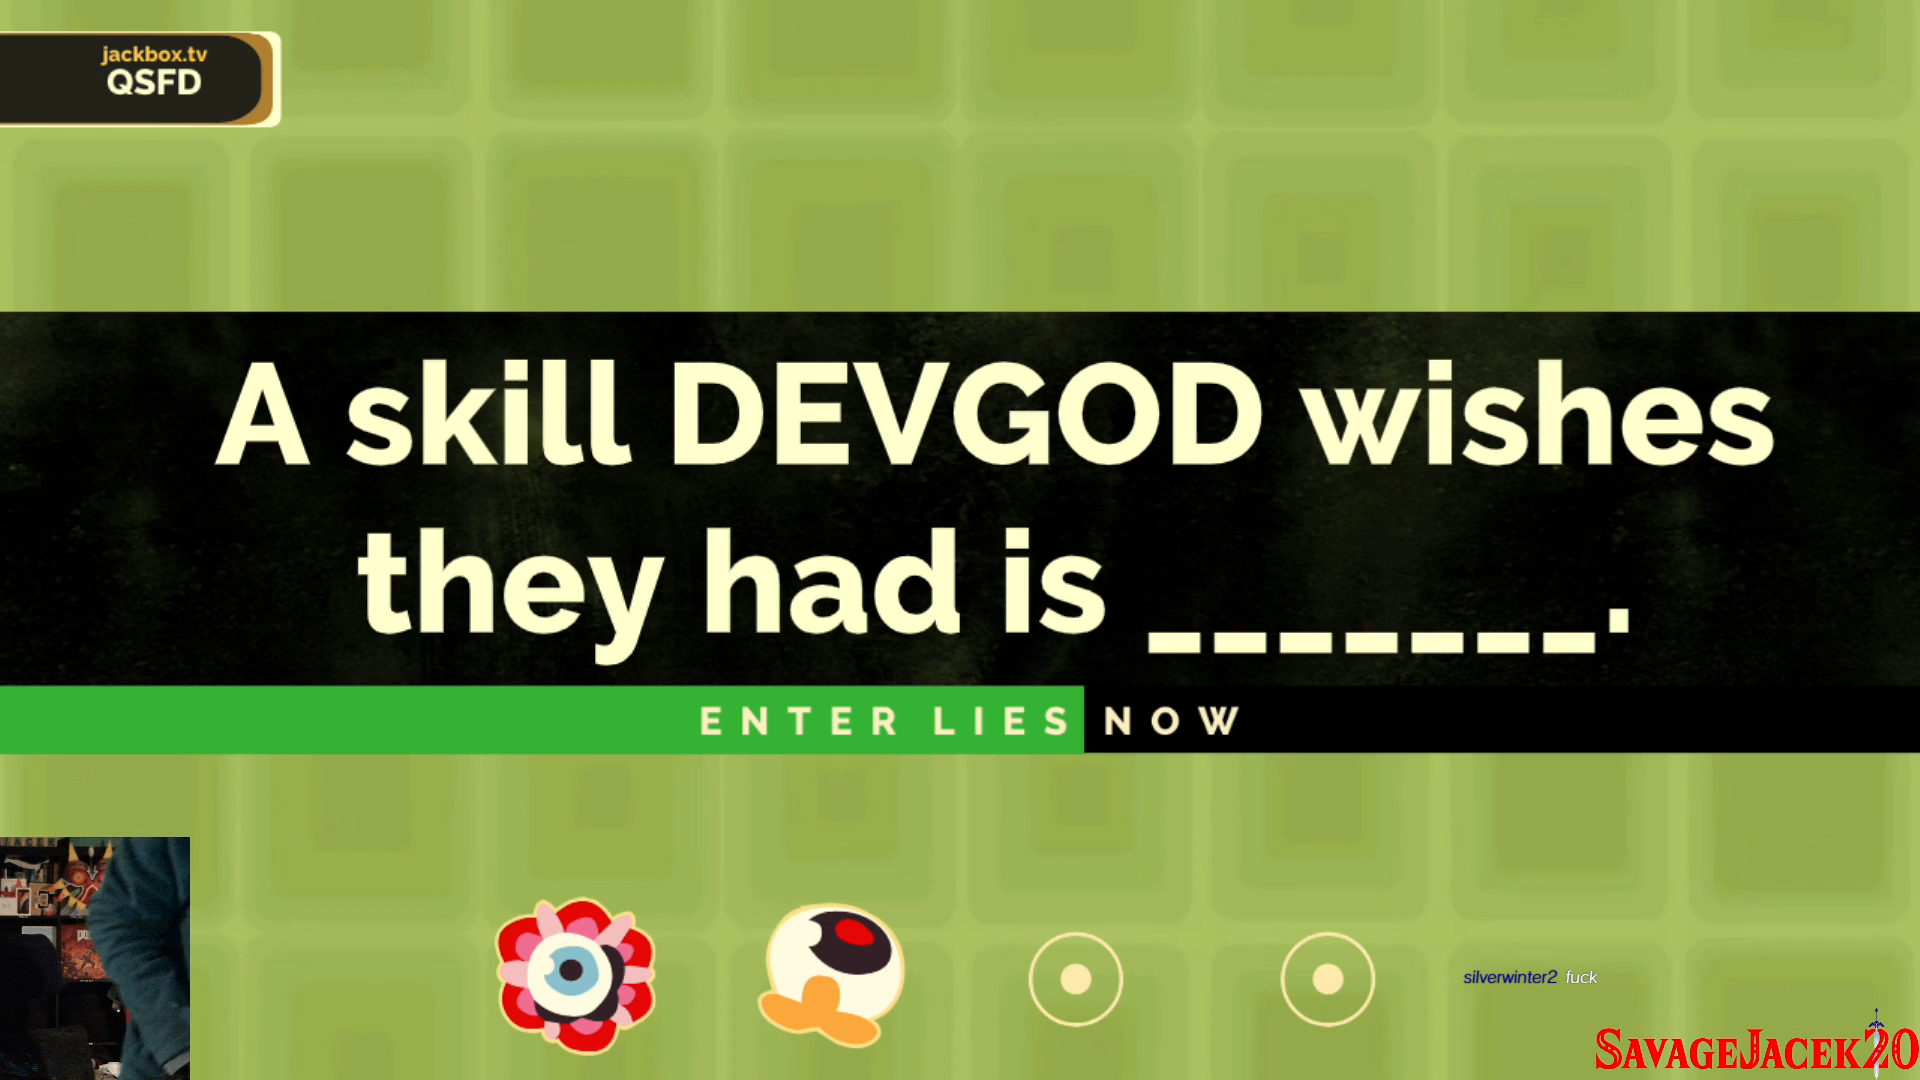 jackbox.tv
QSFD
A skill DEVGOD wishes
they had is _______.
ENTER LIES NOW
silverwinter2 fuck
SAVAGEJACEK20